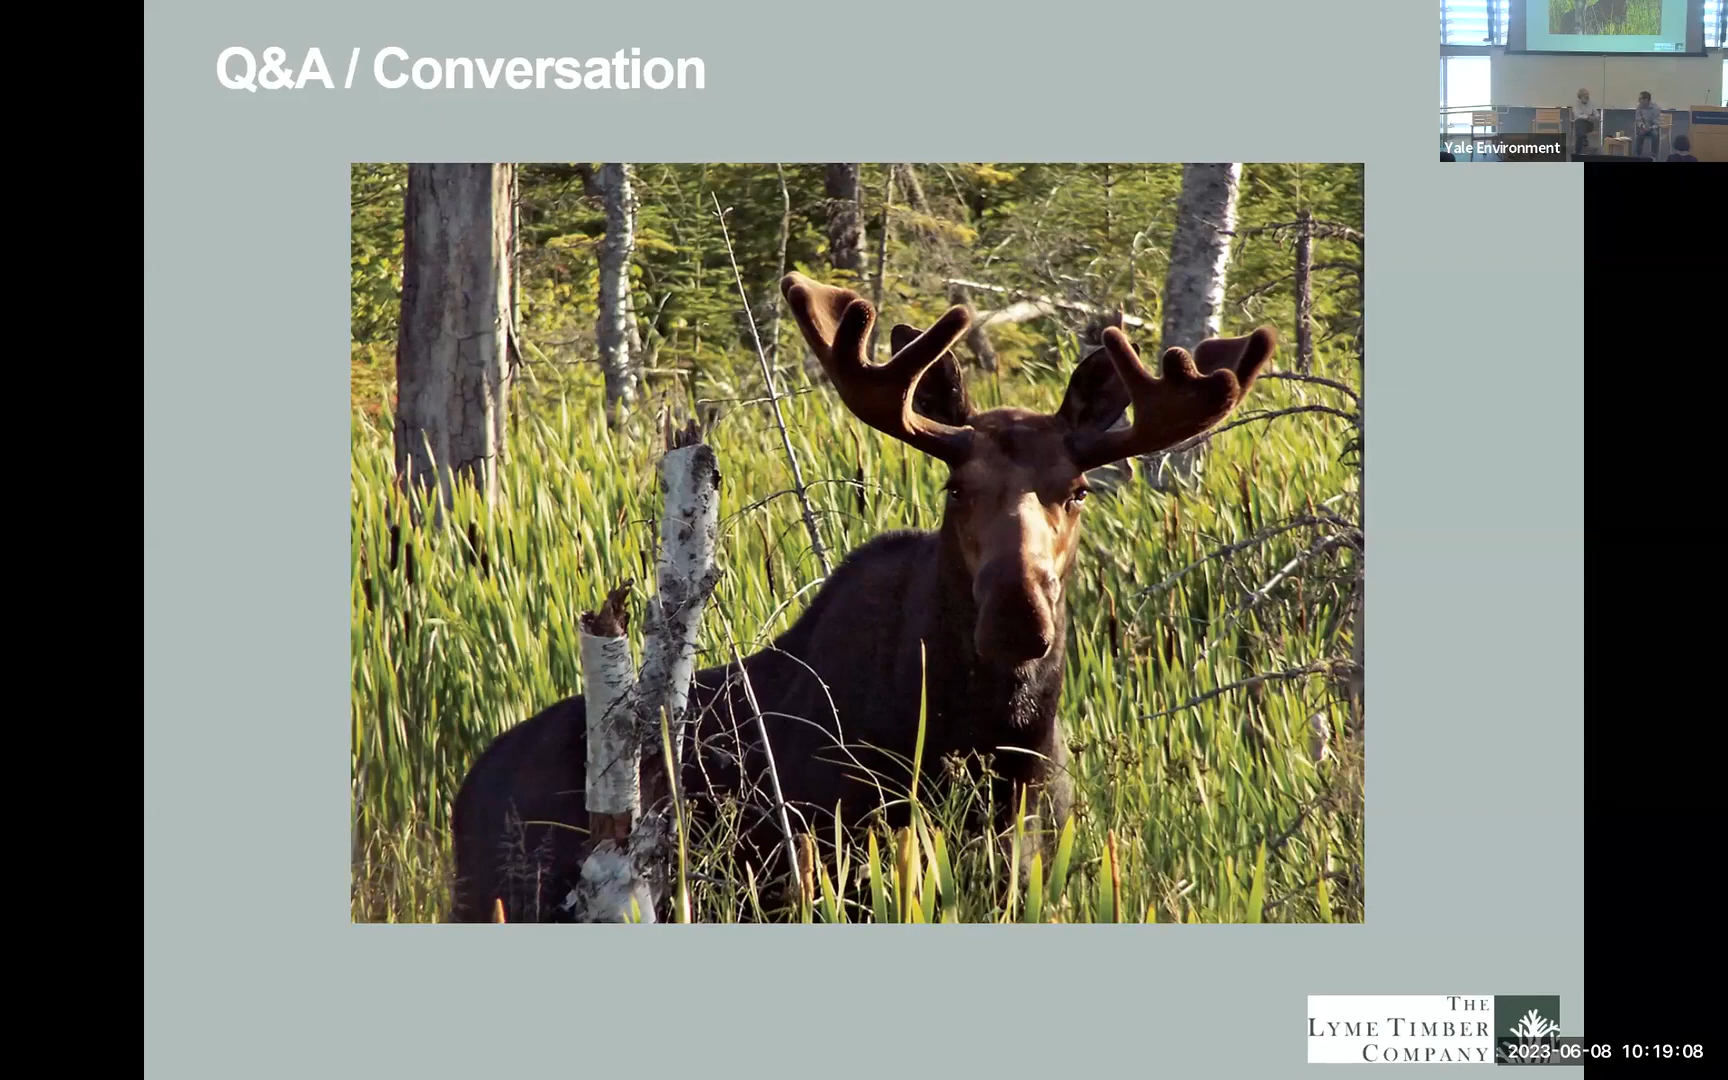 Q&A / Conversation
Yale Environment
THE
LYME TIMBER
COMPANY
2023-06-08 10:19:08